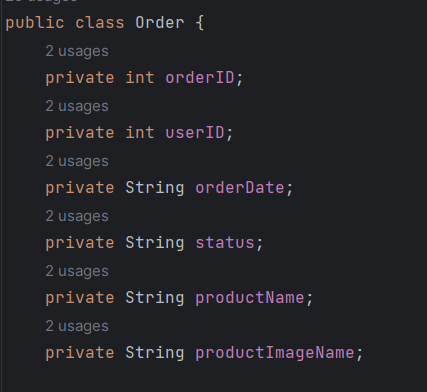 public class Order {
2 usages
private int orderID;
2 usages
private int userID;
2 usages
private String orderDate;
2 usages
private String status;
2 usages
private String productName;
2 usages
private String productImageName;